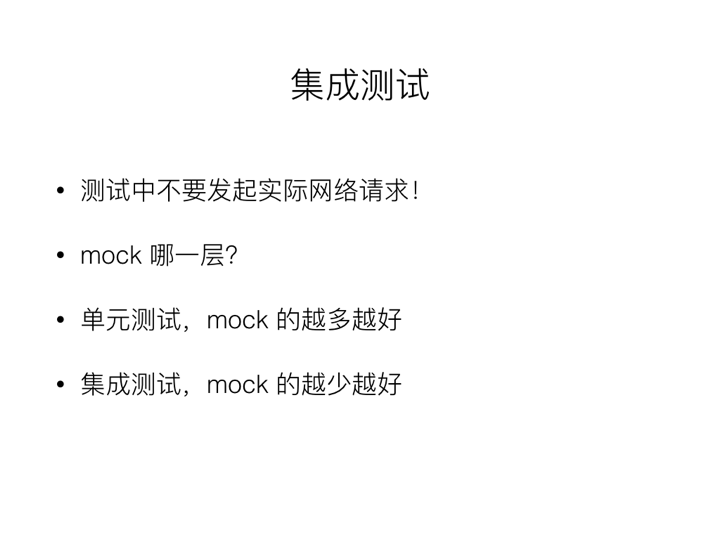 集成测试
• 测试中不要发起实际网络请求！
• mock 哪一层？
• 单元测试，mock 的越多越好
• 集成测试，mock 的越少越好